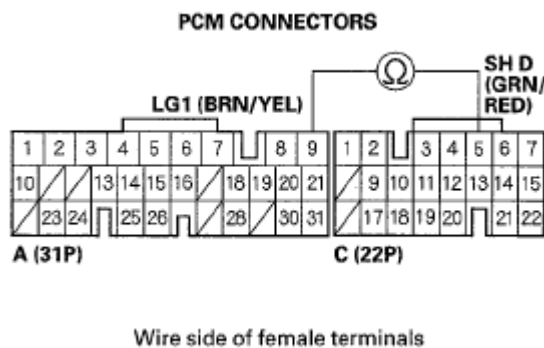 PCM CONNECTORS
Ω
SH D
(GRN/
RED)
LG1 (BRN/YEL)
1 2 3 4 5 6 7 8 9
10 13 14 15 16 18 19 20 21
23 24 25 26 28 30 31
A (31P)
1 2 3 4 5 6 7
9 10 11 12 13 14 15
17 18 19 20 21 22
C (22P)
Wire side of female terminals